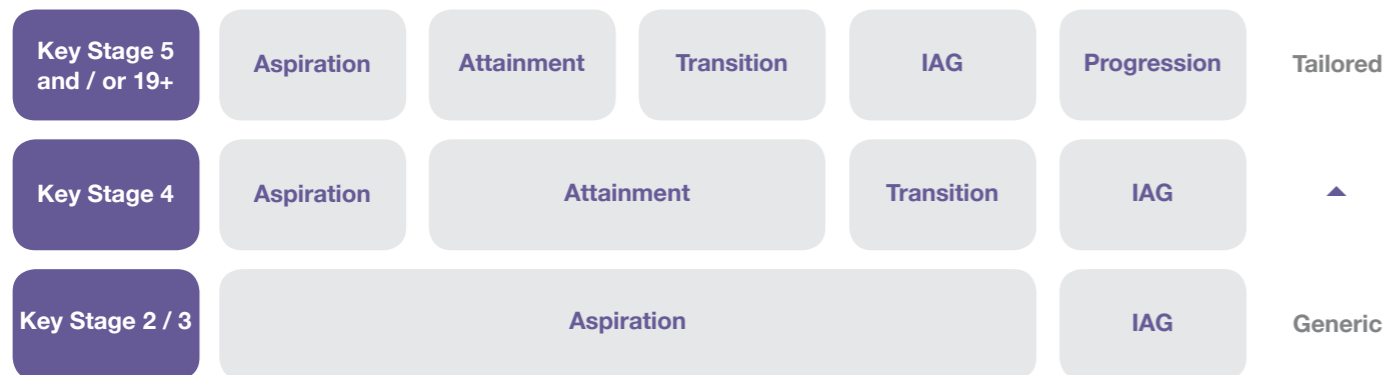 Key Stage 5
and / or 19+
Aspiration
Attainment
Transition
IAG
Progression
Tailored
Key Stage 4
Aspiration
Attainment
Transition
IAG
Key Stage 2 / 3
Aspiration
IAG
Generic